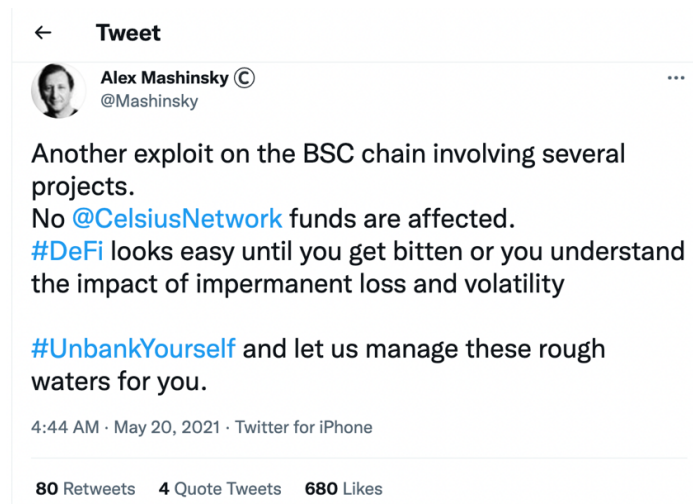 ← Tweet
Alex Mashinsky Ⓒ
@Mashinsky
Another exploit on the BSC chain involving several
projects.
No @CelsiusNetwork funds are affected.
#DeFi looks easy until you get bitten or you understand
the impact of impermanent loss and volatility
#UnbankYourself and let us manage these rough
waters for you.
4:44 AM · May 20, 2021 · Twitter for iPhone
80 Retweets 4 Quote Tweets 680 Likes